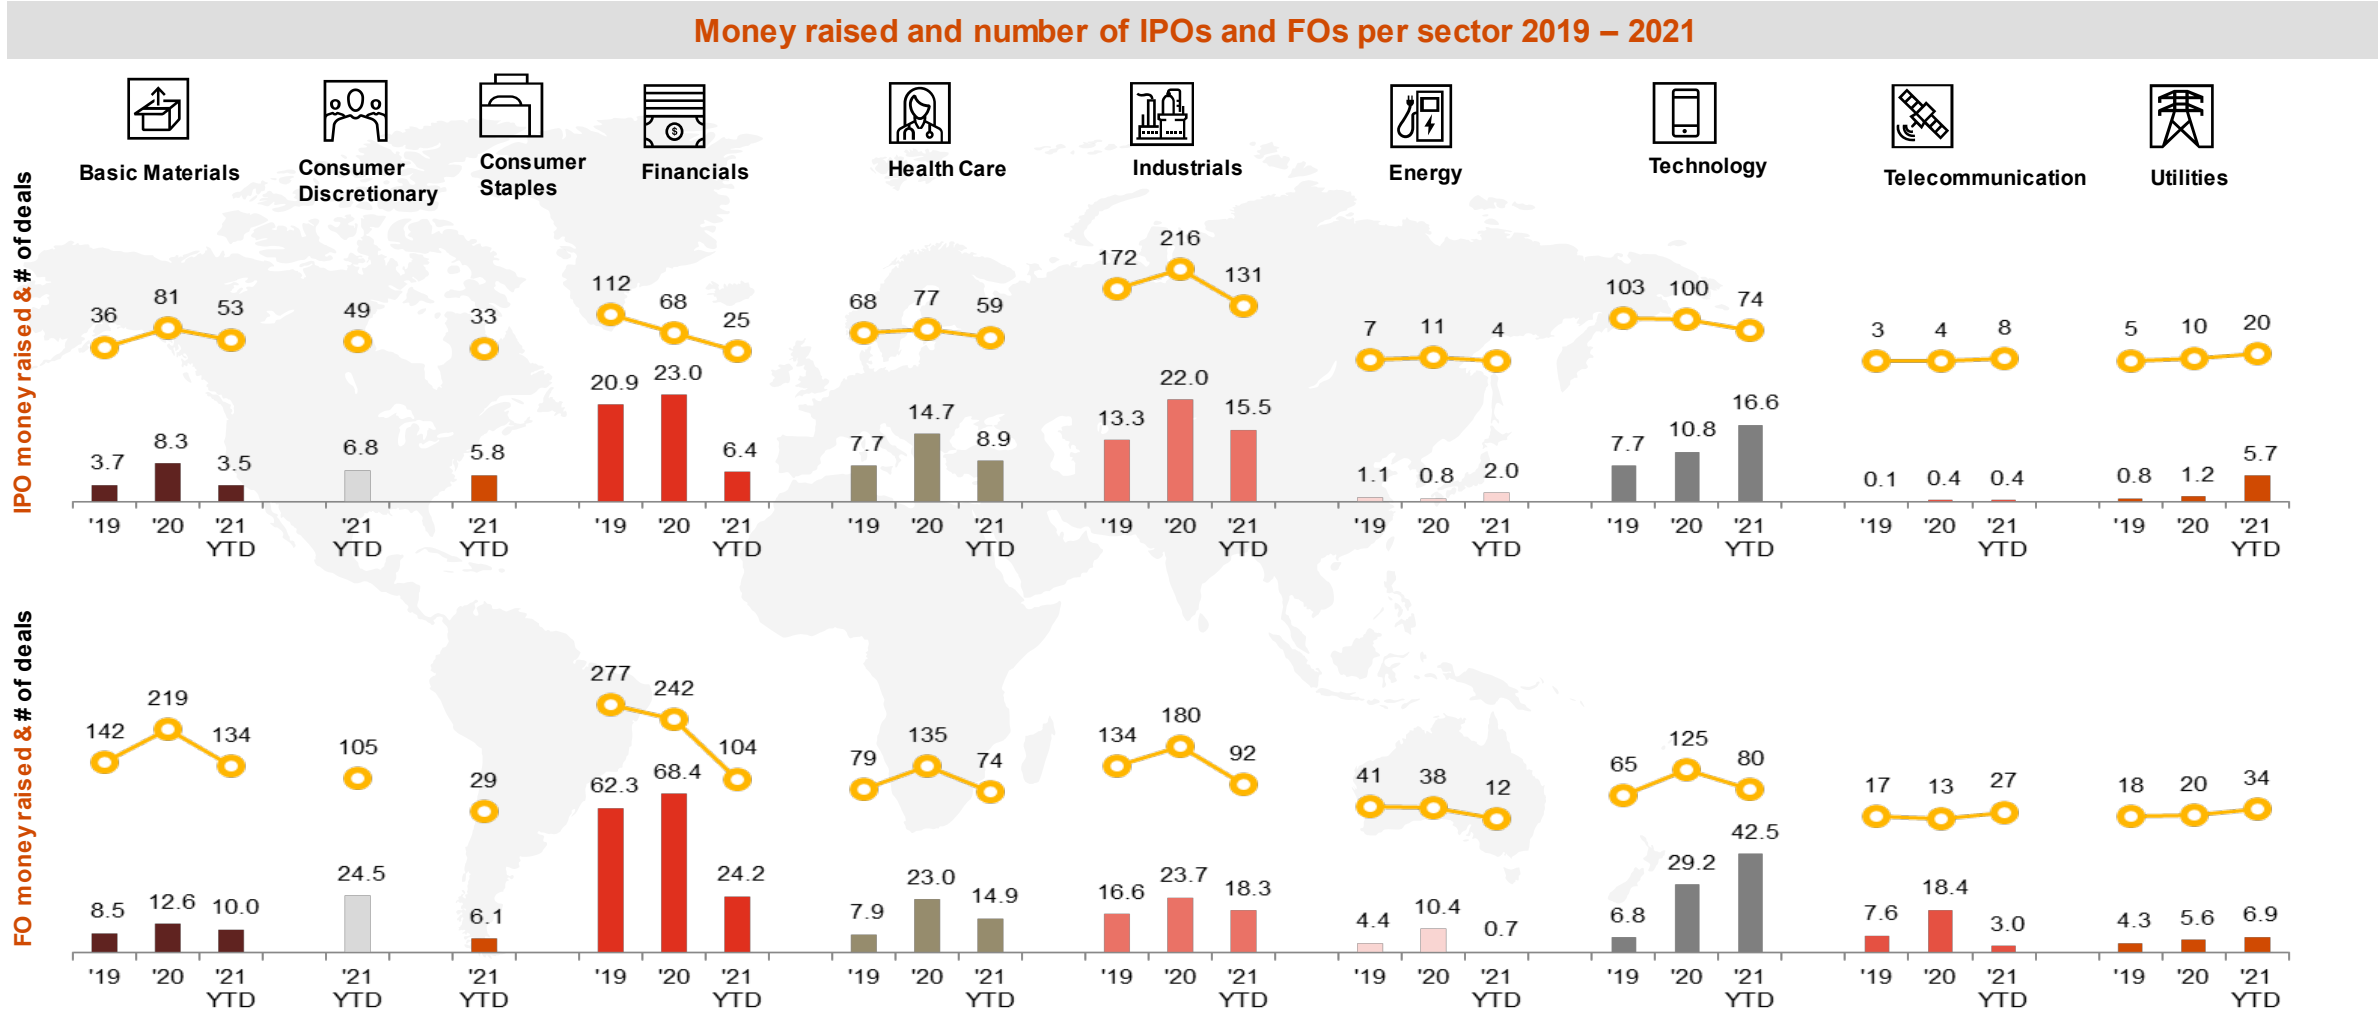 Money raised and number of IPOs and FOs per sector 2019 – 2021
Basic Materials
Consumer
Discretionary
Consumer
Staples
Financials
Health Care
Industrials
Energy
Technology
Telecommunication
Utilities
IPO money raised & # of deals
36 81 53 49 33 112 68 25 68 77 59 172 216 131 7 11 4 103 100 74 3 4 8 5 10 20
3.7 8.3 3.5 6.8 5.8 20.9 23.0 6.4 7.7 14.7 8.9 13.3 22.0 15.5 1.1 0.8 2.0 7.7 10.8 16.6 0.1 0.4 0.4 0.8 1.2 5.7
'19 '20 '21 '21 '21 '19 '20 '21 '19 '20 '21 '19 '20 '21 '19 '20 '21 '19 '20 '21 '19 '20 '21 '19 '20 '21
YTD YTD YTD YTD YTD YTD YTD YTD YTD YTD
FO money raised & # of deals
142 219 134 105 29 277 242 104 79 135 74 134 180 92 41 38 12 65 125 80 17 13 27 18 20 34
8.5 12.6 10.0 24.5 6.1 62.3 68.4 24.2 7.9 23.0 14.9 16.6 23.7 18.3 4.4 10.4 0.7 6.8 29.2 42.5 7.6 18.4 3.0 4.3 5.6 6.9
'19 '20 '21 '21 '21 '19 '20 '21 '19 '20 '21 '19 '20 '21 '19 '20 '21 '19 '20 '21 '19 '20 '21 '19 '20 '21
YTD YTD YTD YTD YTD YTD YTD YTD YTD YTD